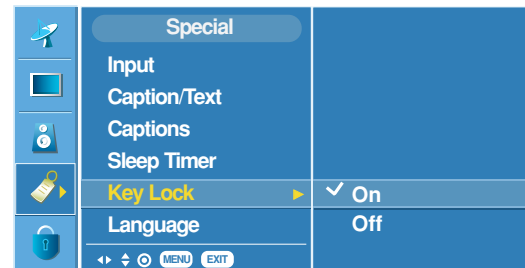 Special
Input
Caption/Text
Captions
Sleep Timer
Key Lock
On
Language
Off
MENU EXIT